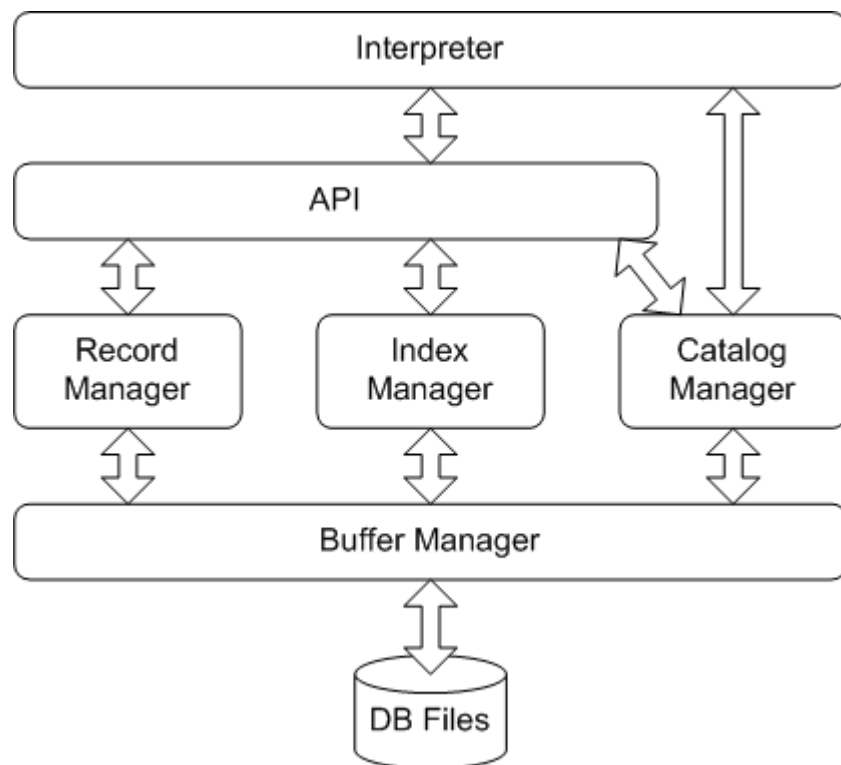 Interpreter
API
Record
Manager
Index
Manager
Catalog
Manager
Buffer Manager
DB Files